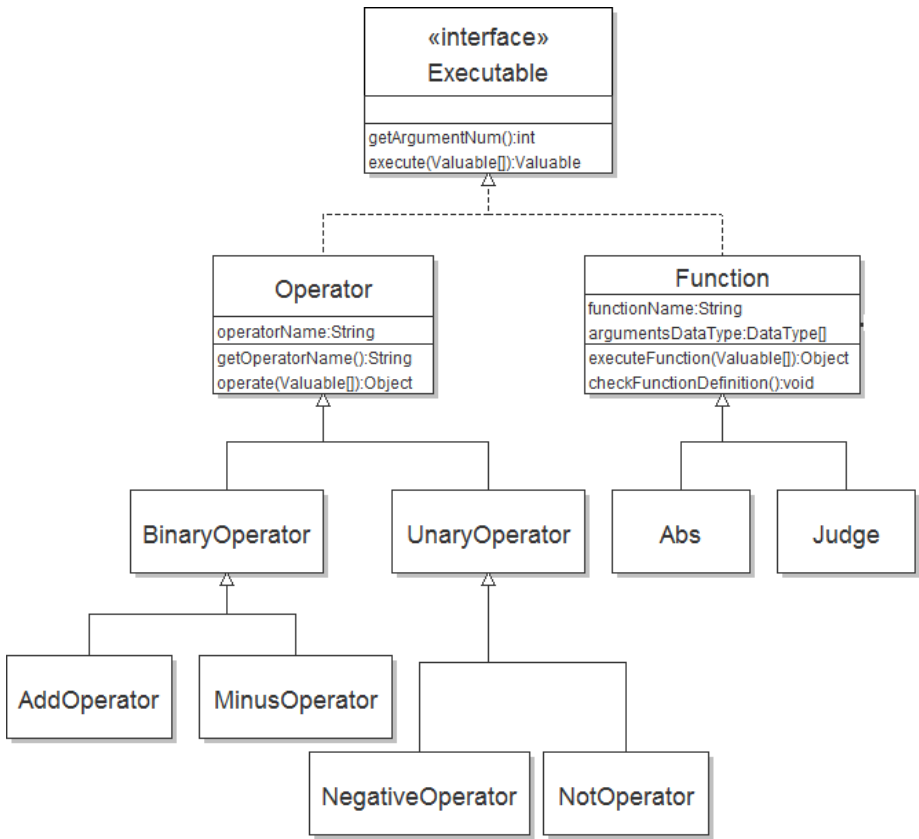 «interface»
Executable
getArgumentNum():int
execute(Valuable[]):Valuable
Operator
operatorName:String
getOperatorName():String
operate(Valuable[]):Object
Function
functionName:String
argumentsDataType:DataType[]
executeFunction(Valuable[]):Object
checkFunctionDefinition():void
BinaryOperator
UnaryOperator
Abs
Judge
AddOperator
MinusOperator
NegativeOperator
NotOperator